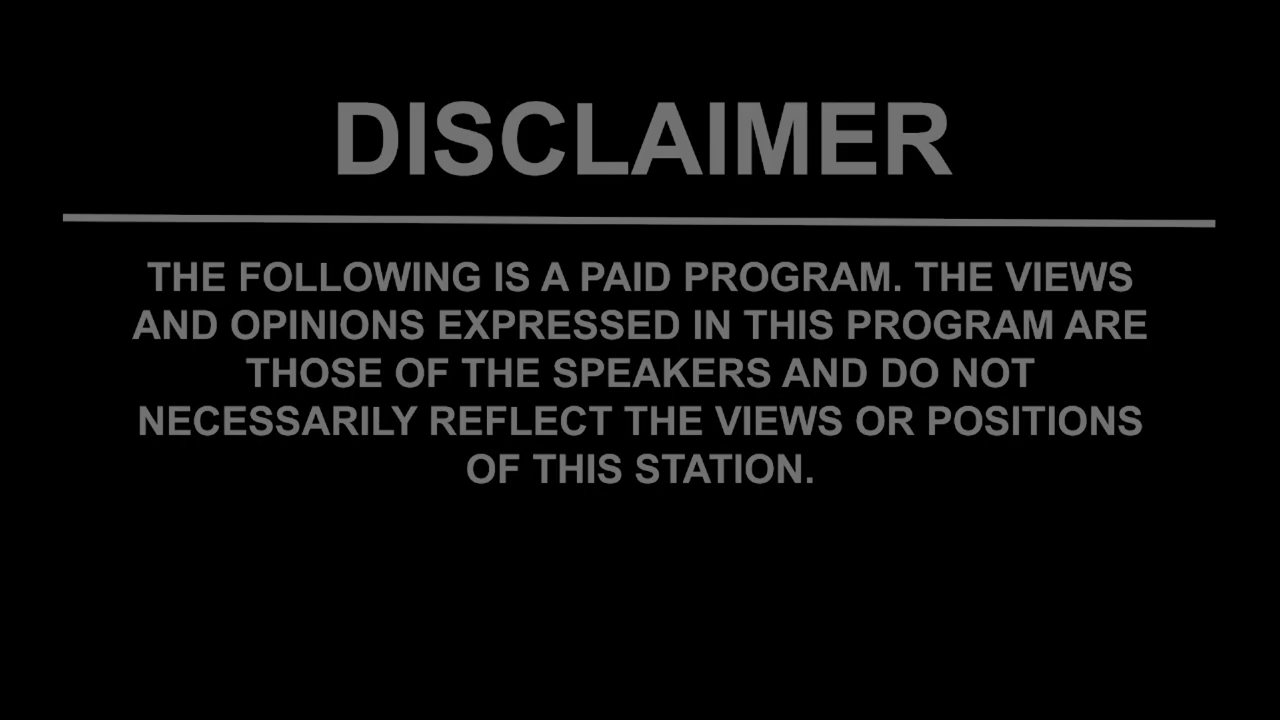 DISCLAIMER
THE FOLLOWING IS A PAID PROGRAM. THE VIEWS
AND OPINIONS EXPRESSED IN THIS PROGRAM ARE
THOSE OF THE SPEAKERS AND DO NOT
NECESSARILY REFLECT THE VIEWS OR POSITIONS
OF THIS STATION.